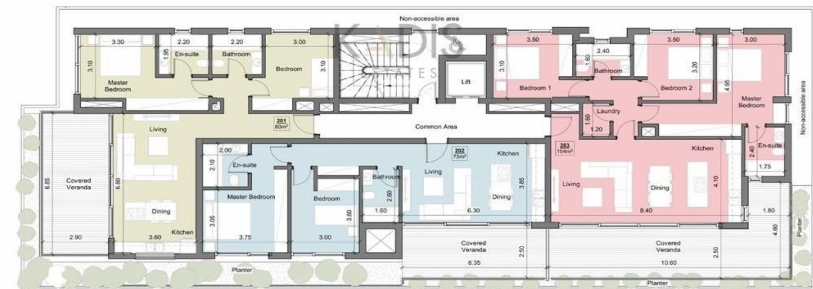 Non-accessible area
KADIS
ESTATES
3.30
2.20
2.20
3.00
En-suite
Bathroom
1.95
3.10
Master
Bedroom
Bedroom
3.10
Lift
3.50
2.40
3.50
3.00
3.10
1.60
Bathroom
3.20
4.95
Bedroom 1
Bedroom 2
Master
Bedroom
Non-accessible area
Laundry
1.60
1.20
Living
201
80m²
Common Area
202
75m²
203
104m²
Kitchen
En-suite
2.40
1.75
6.65
Covered
Veranda
6.80
2.90
Dining
Kitchen
3.60
2.00
2.10
En-suite
Master Bedroom
3.05
3.75
Bedroom
3.60
3.00
Bathroom
2.60
1.60
Living
Kitchen
3.85
Dining
6.30
Living
Dining
4.10
8.40
1.80
4.60
Planter
Covered
Veranda
2.50
6.35
Covered
Veranda
2.50
10.60
Planter
Planter